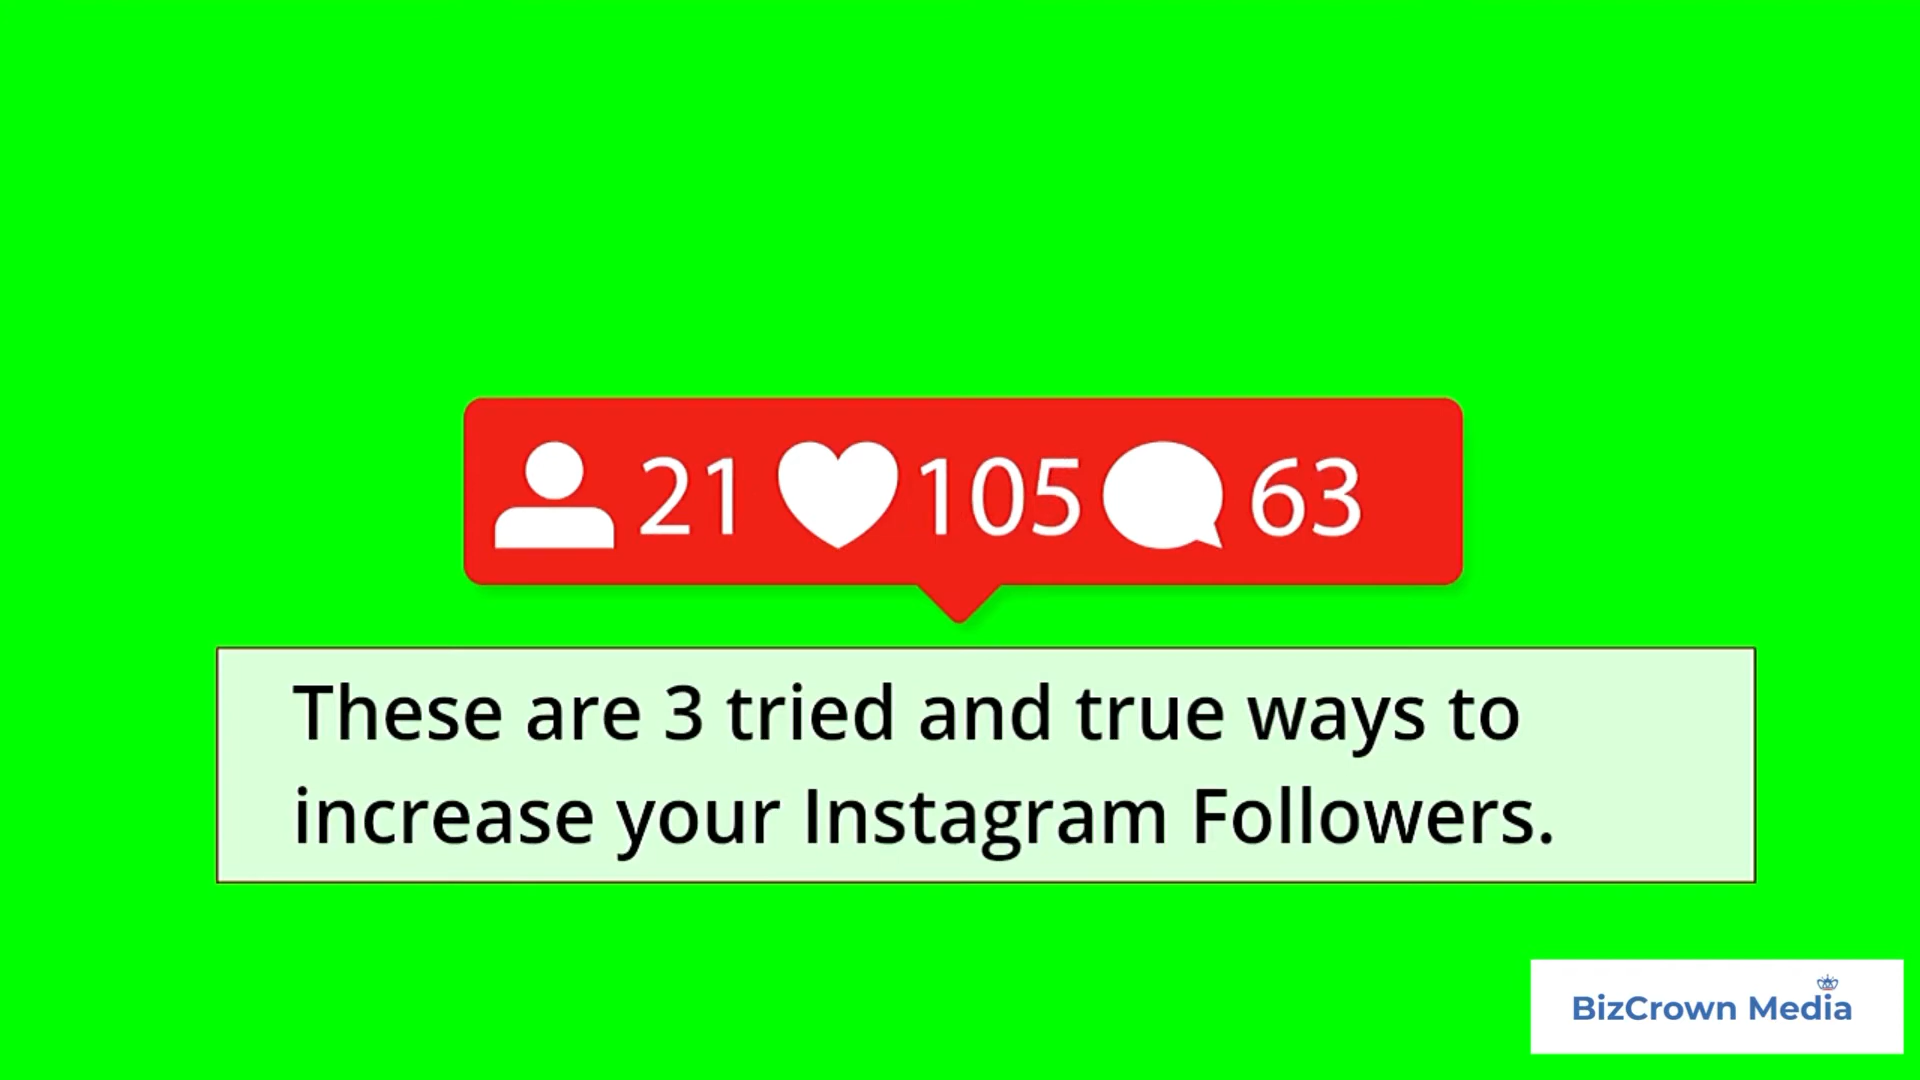 21 105 63
These are 3 tried and true ways to
increase your Instagram Followers.
BizCrown Media